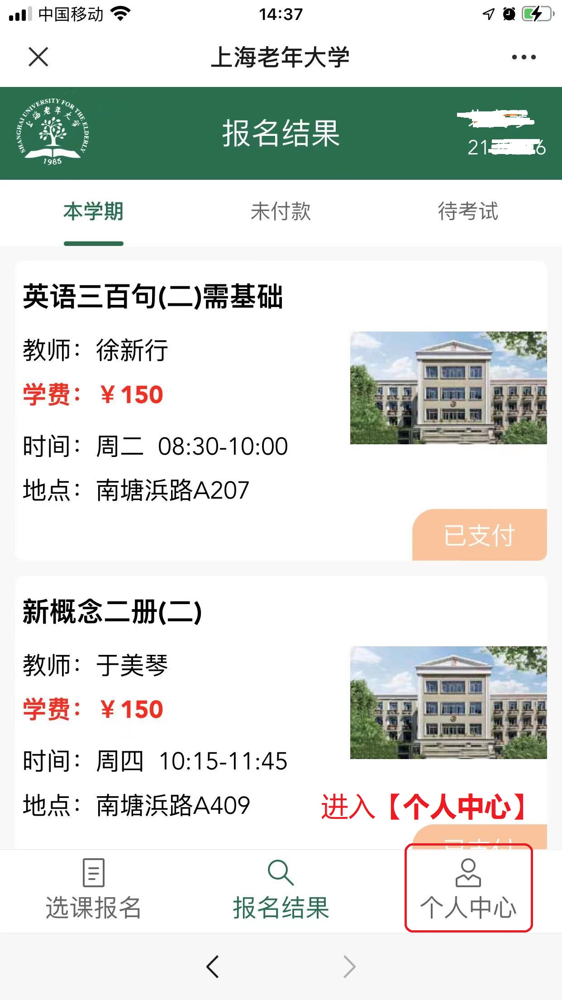 中国移动
14:37
上海老年大学
SHANGHAI UNIVERSITY FOR THE ELDERLY
上海老年大学
1985
报名结果
21 6
本学期
未付款
待考试
英语三百句(二)需基础
教师：徐新行
学费：￥150
时间：周二 08:30-10:00
地点：南塘浜路A207
已支付
新概念二册(二)
教师：于美琴
学费：￥150
时间：周四 10:15-11:45
地点：南塘浜路A409
进入【个人中心】
已支付
选课报名
报名结果
个人中心